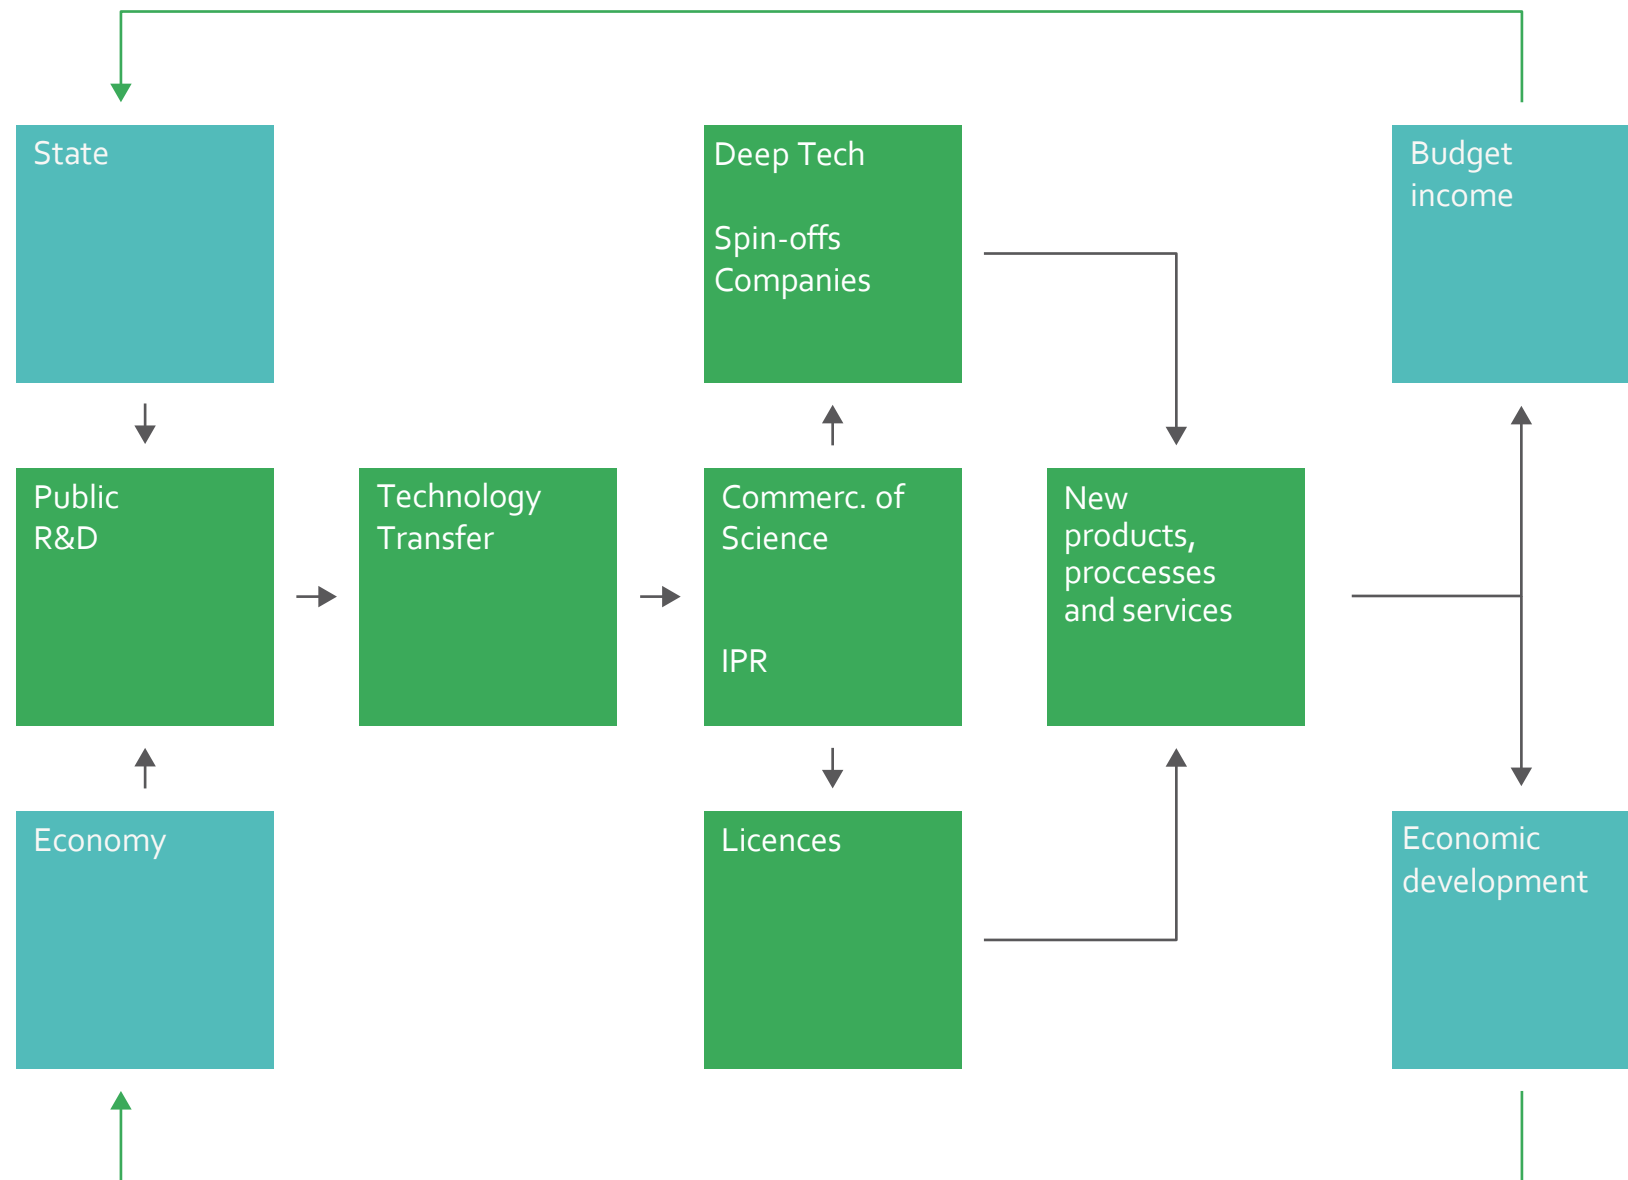 State
Deep Tech
Spin-offs
Companies
Budget
income
Public
R&D
Technology
Transfer
Commerc. of
Science
IPR
New
products,
proccesses
and services
Economy
Licences
Economic
development